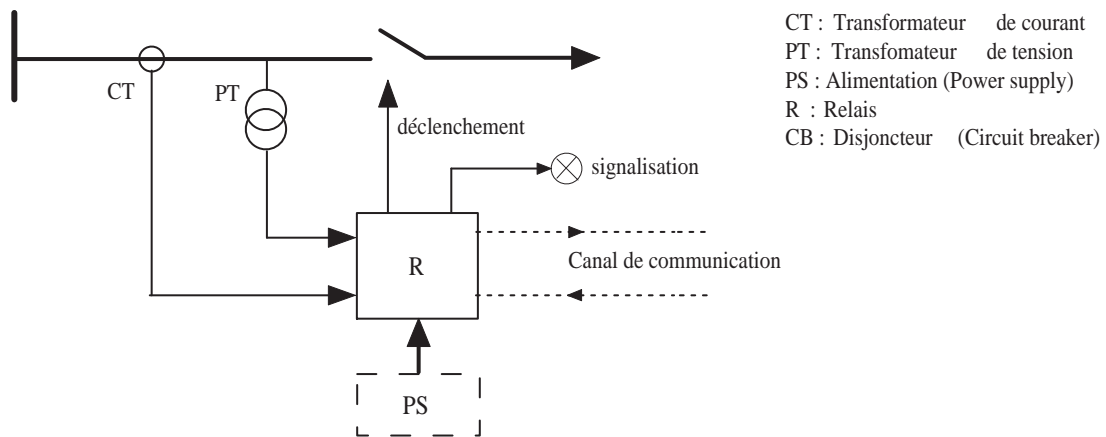 CT : Transformateur de courant
PT : Transfomateur de tension
PS : Alimentation (Power supply)
R : Relais
CB : Disjoncteur (Circuit breaker)
CT
PT
déclenchement
signalisation
R
Canal de communication
PS